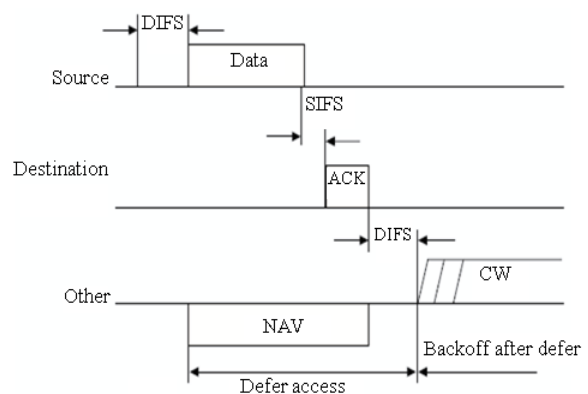 DIFS
Data
Source
SIFS
Destination
ACK
DIFS
CW
Other
NAV
Backoff after defer
Defer access